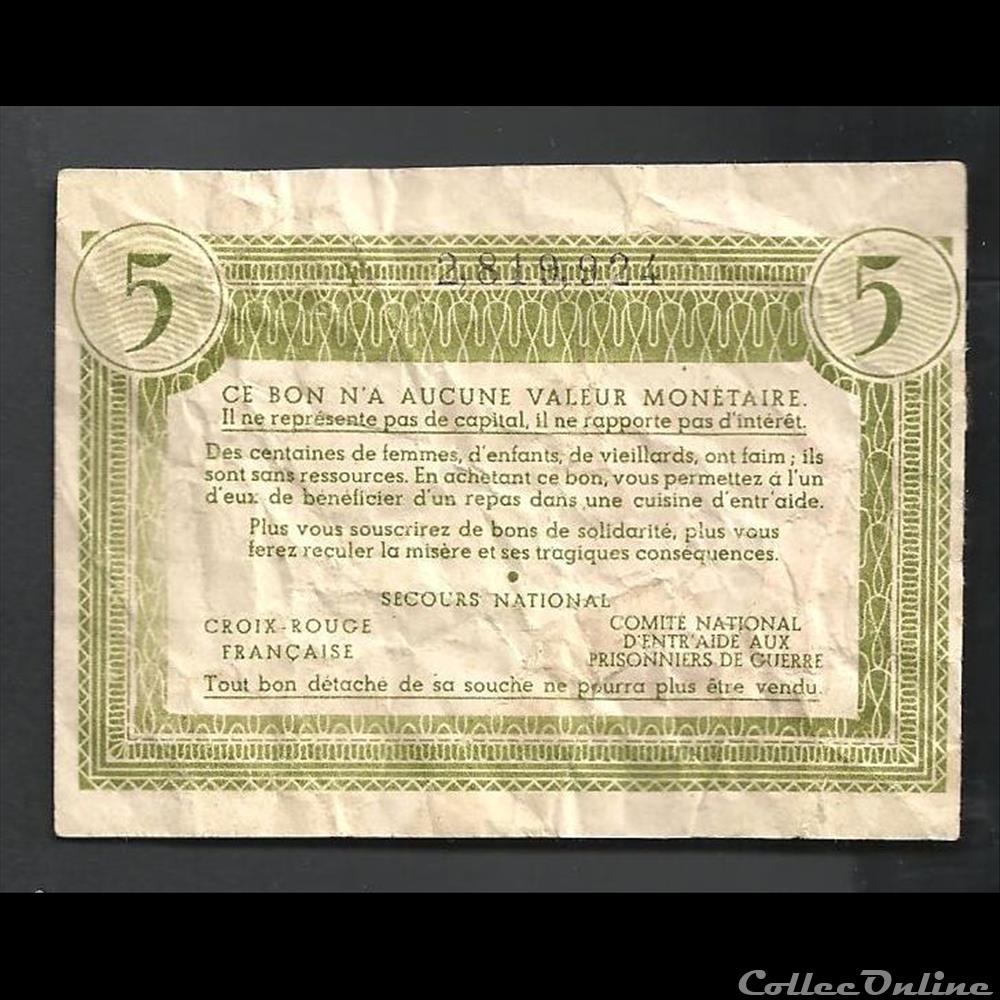 5 5
Nº 2,819,924
CE BON N'A AUCUNE VALEUR MONÉTAIRE.
Il ne représente pas de capital, il ne rapporte pas d'intérêt.
Des centaines de femmes, d'enfants, de vieillards, ont faim ; ils
sont sans ressources. En achetant ce bon, vous permettez à l'un
d'eux de bénéficier d'un repas dans une cuisine d'entr'aide.
Plus vous souscrirez de bons de solidarité, plus vous
ferez reculer la misère et ses tragiques conséquences.
SECOURS NATIONAL
CROIX-ROUGE
FRANÇAISE
COMITÉ NATIONAL
D'ENTR'AIDE AUX
PRISONNIERS DE GUERRE
Tout bon détaché de sa souche ne pourra plus être vendu.
CollecOnline